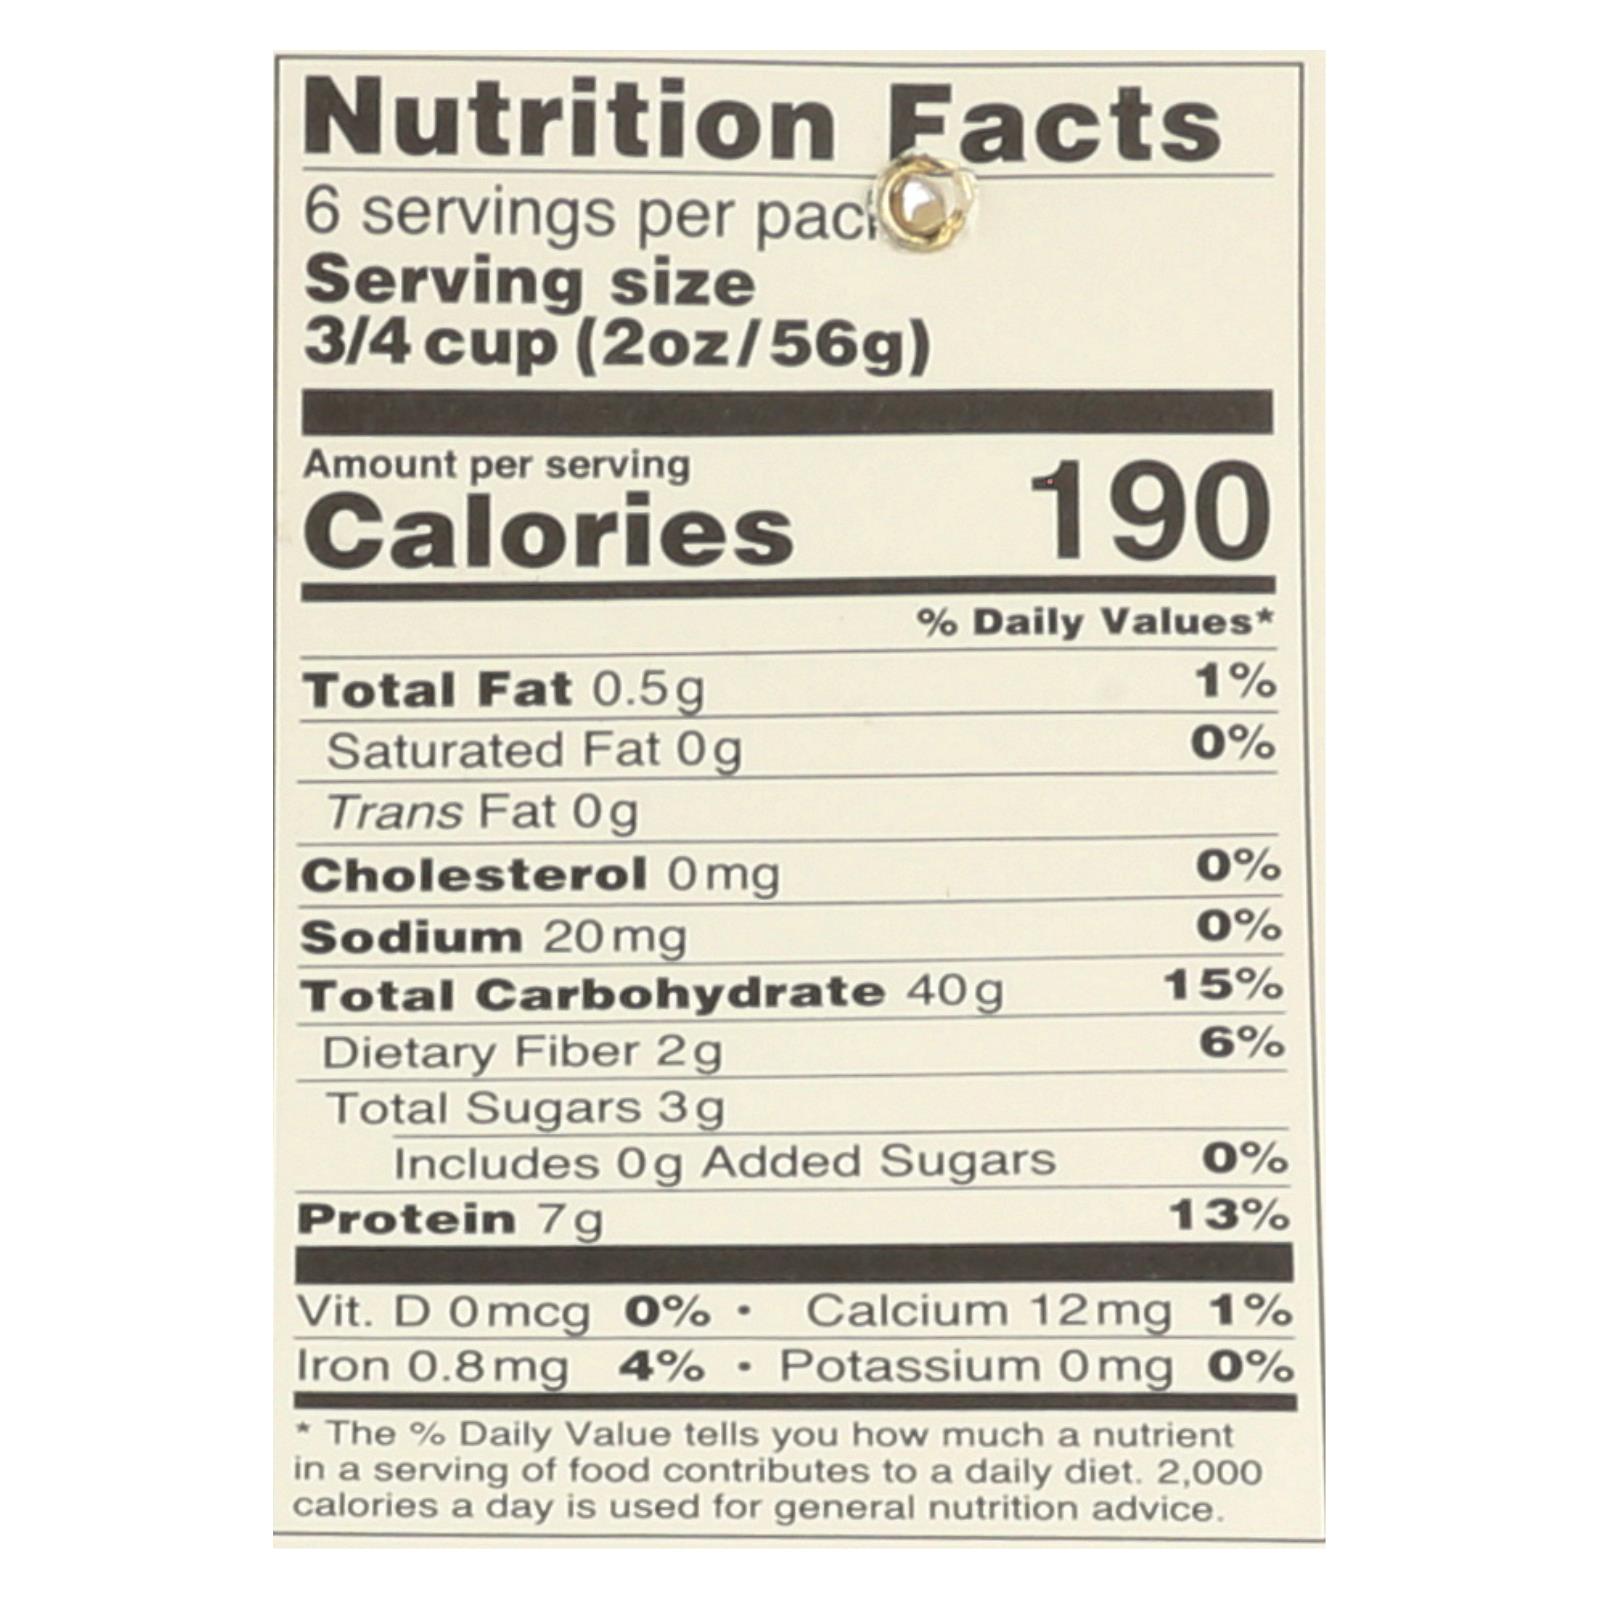 Nutrition Facts
6 servings per
Serving size
3/4 cup (2oz/56g)
Amount per serving
Calories 190
% Daily Values*
Total Fat 0.5g 1%
Saturated Fat 0g 0%
Trans Fat 0g
Cholesterol 0mg 0%
Sodium 20mg 0%
Total Carbohydrate 40g 15%
Dietary Fiber 2g 6%
Total Sugars 3g
Includes 0g Added Sugars 0%
Protein 7g 13%
Vit. D 0mcg 0% • Calcium 12mg 1%
Iron 0.8mg 4% • Potassium 0mg 0%
* The % Daily Value tells you how much a nutrient
in a serving of food contributes to a daily diet. 2,000
calories a day is used for general nutrition advice.